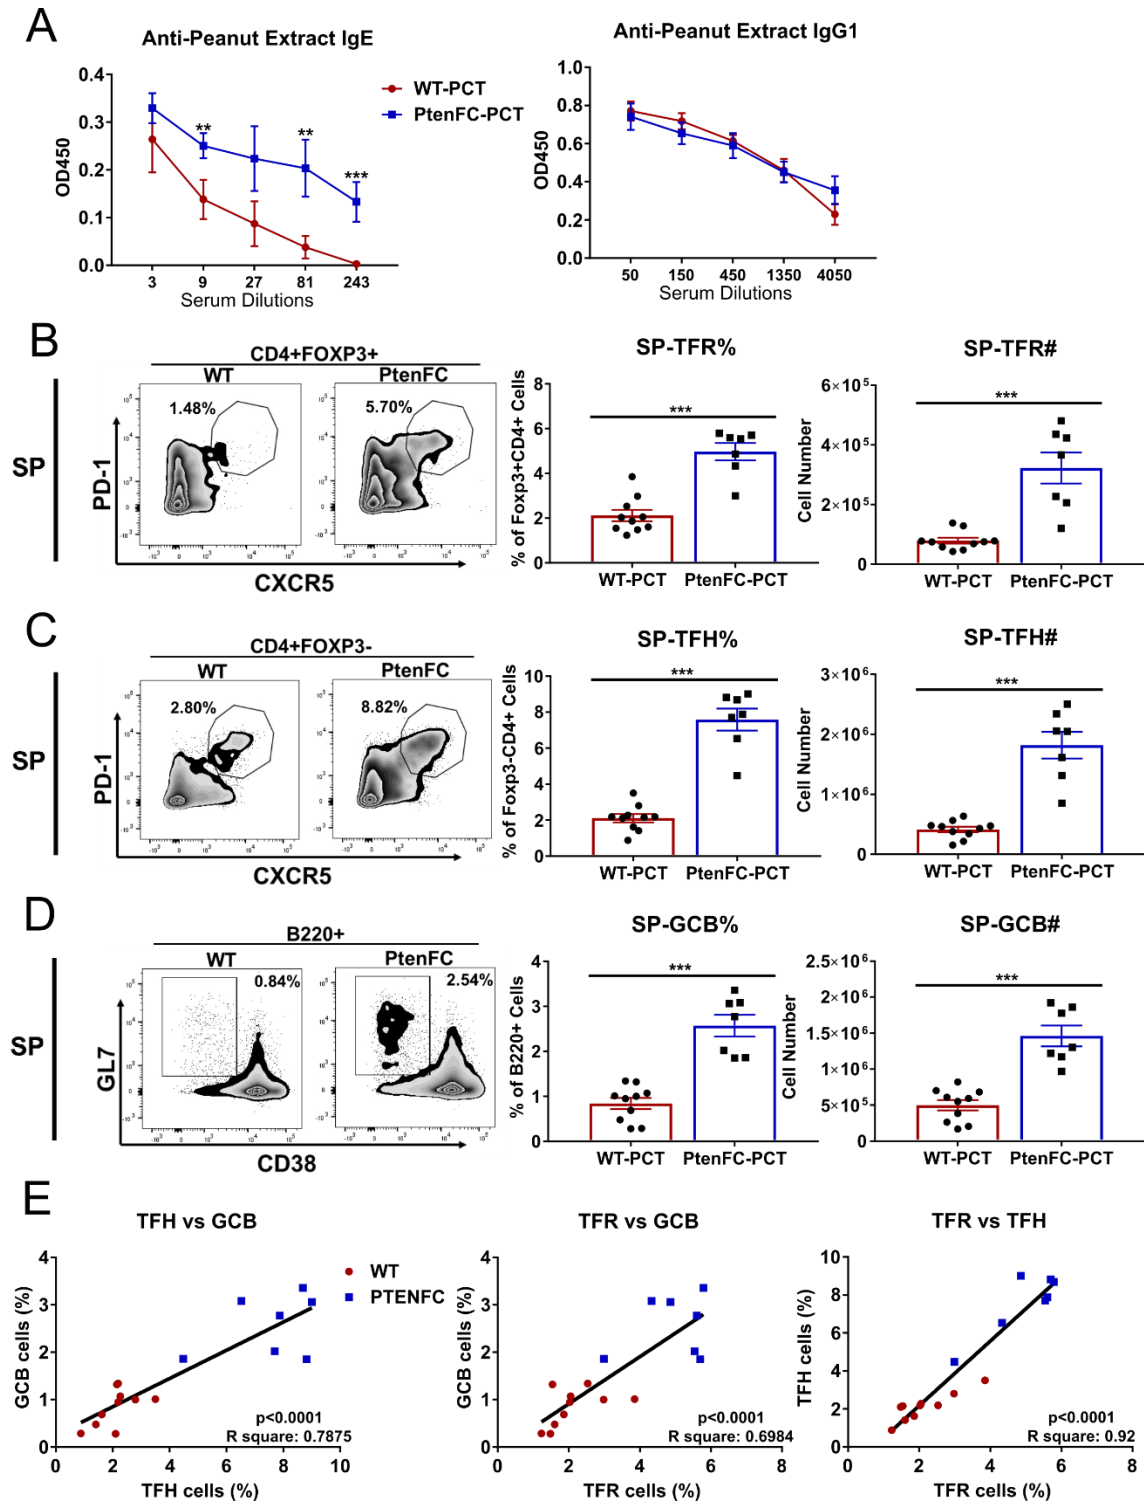 A
Anti-Peanut Extract IgE
Anti-Peanut Extract IgG1
WT-PCT
PtenFC-PCT
OD450
0.4
0.3
0.2
0.1
0.0
** ** ***
3 9 27 81 243
Serum Dilutions
OD450
1.0
0.8
0.6
0.4
0.2
0.0
50 150 450 1350 4050
Serum Dilutions
B
SP
CD4+FOXP3+
WT PtenFC
1.48% 5.70%
PD-1
CXCR5
SP-TFR%
% of Foxp3+CD4+ Cells
8
6
4
2
0
***
WT-PCT PtenFC-PCT
SP-TFR#
Cell Number
6×10⁵
4×10⁵
2×10⁵
0
***
WT-PCT PtenFC-PCT
C
SP
CD4+FOXP3-
WT PtenFC
2.80% 8.82%
PD-1
CXCR5
SP-TFH%
% of Foxp3-CD4+ Cells
10
8
6
4
2
0
***
WT-PCT PtenFC-PCT
SP-TFH#
Cell Number
3×10⁶
2×10⁶
1×10⁶
0
***
WT-PCT PtenFC-PCT
D
SP
B220+
WT PtenFC
0.84% 2.54%
GL7
CD38
SP-GCB%
% of B220+ Cells
4
3
2
1
0
***
WT-PCT PtenFC-PCT
SP-GCB#
Cell Number
2.5×10⁶
2×10⁶
1.5×10⁶
1×10⁶
5×10⁵
0
***
WT-PCT PtenFC-PCT
E
TFH vs GCB
WT
PTENFC
GCB cells (%)
4
3
2
1
0
p<0.0001
R square: 0.7875
0 2 4 6 8 10
TFH cells (%)
TFR vs GCB
GCB cells (%)
4
3
2
1
0
p<0.0001
R square: 0.6984
0 2 4 6 8
TFR cells (%)
TFR vs TFH
TFH cells (%)
10
8
6
4
2
0
p<0.0001
R square: 0.92
0 2 4 6 8
TFR cells (%)